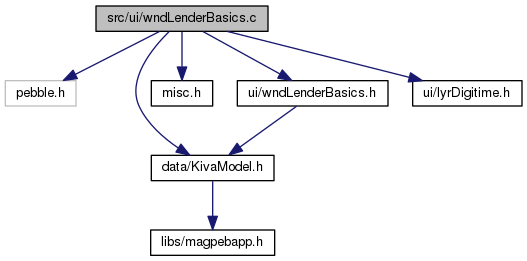 src/ui/wndLenderBasics.c
pebble.h
misc.h
ui/wndLenderBasics.h
ui/lyrDigitime.h
data/KivaModel.h
libs/magpebapp.h